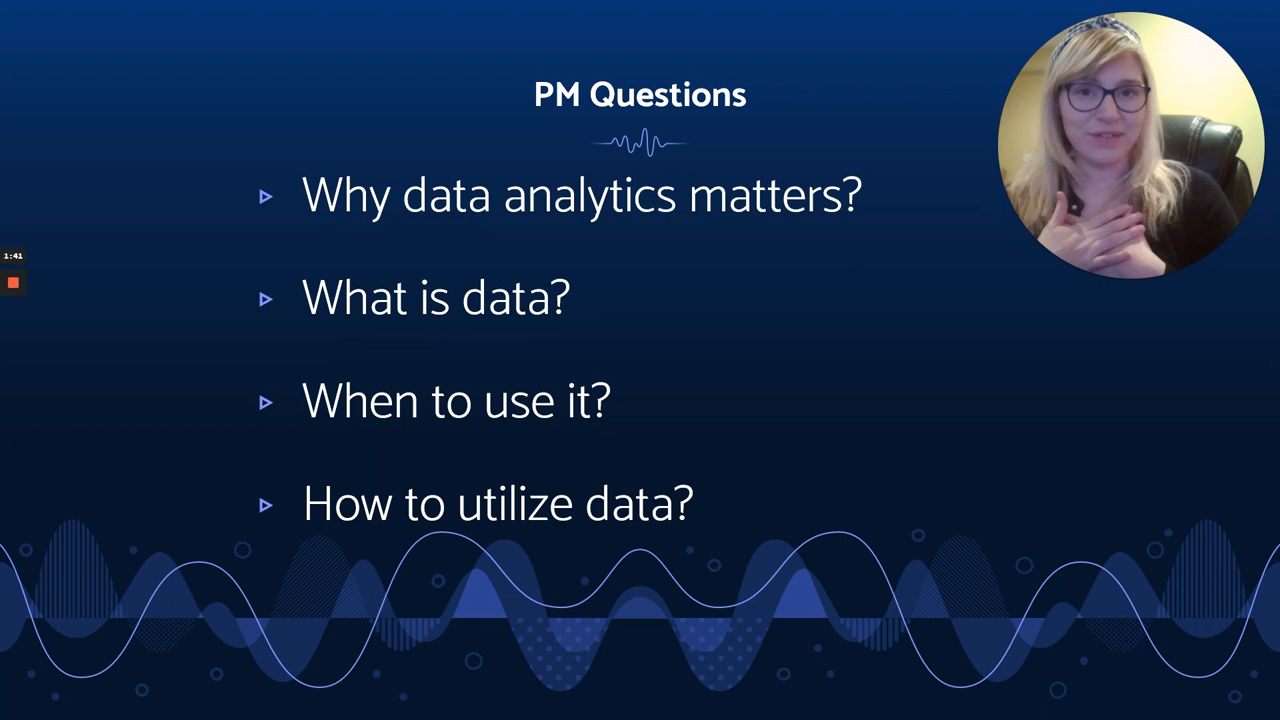 PM Questions
Why data analytics matters?
What is data?
When to use it?
How to utilize data?
1:41